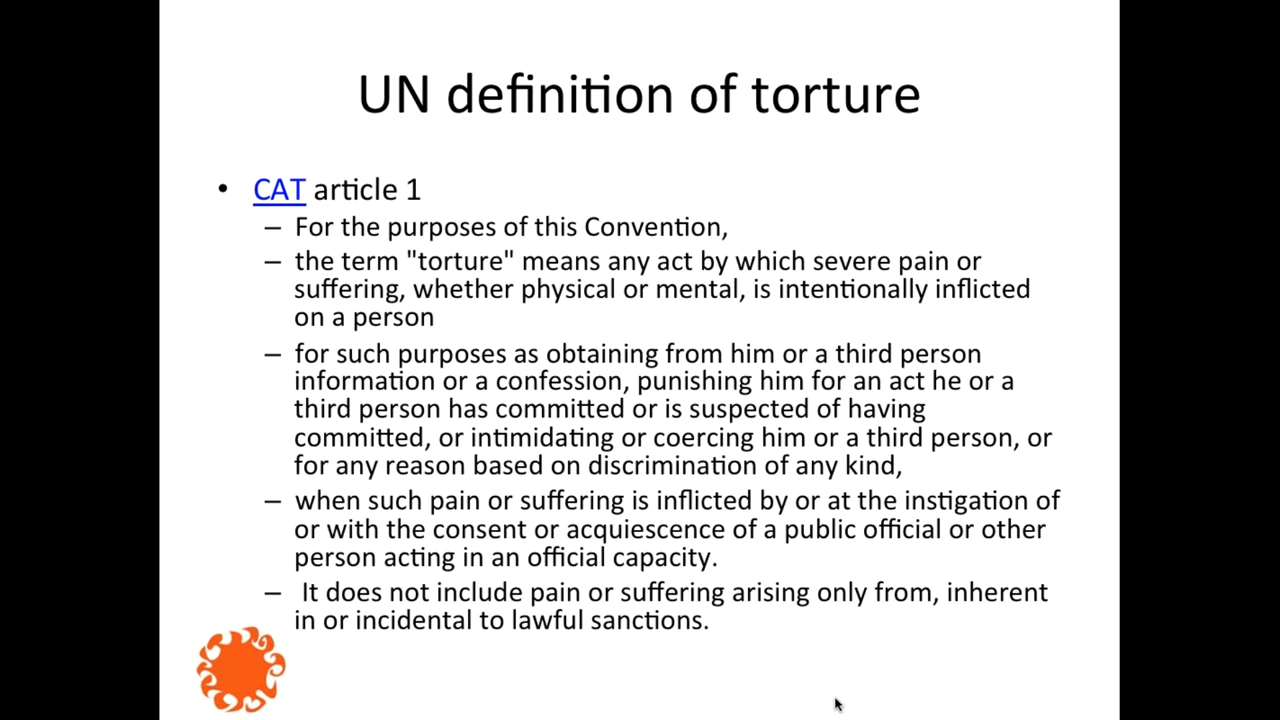 UN definition of torture
• CAT article 1
– For the purposes of this Convention,
– the term "torture" means any act by which severe pain or
suffering, whether physical or mental, is intentionally inflicted
on a person
– for such purposes as obtaining from him or a third person
information or a confession, punishing him for an act he or a
third person has committed or is suspected of having
committed, or intimidating or coercing him or a third person, or
for any reason based on discrimination of any kind,
– when such pain or suffering is inflicted by or at the instigation of
or with the consent or acquiescence of a public official or other
person acting in an official capacity.
– It does not include pain or suffering arising only from, inherent
in or incidental to lawful sanctions.